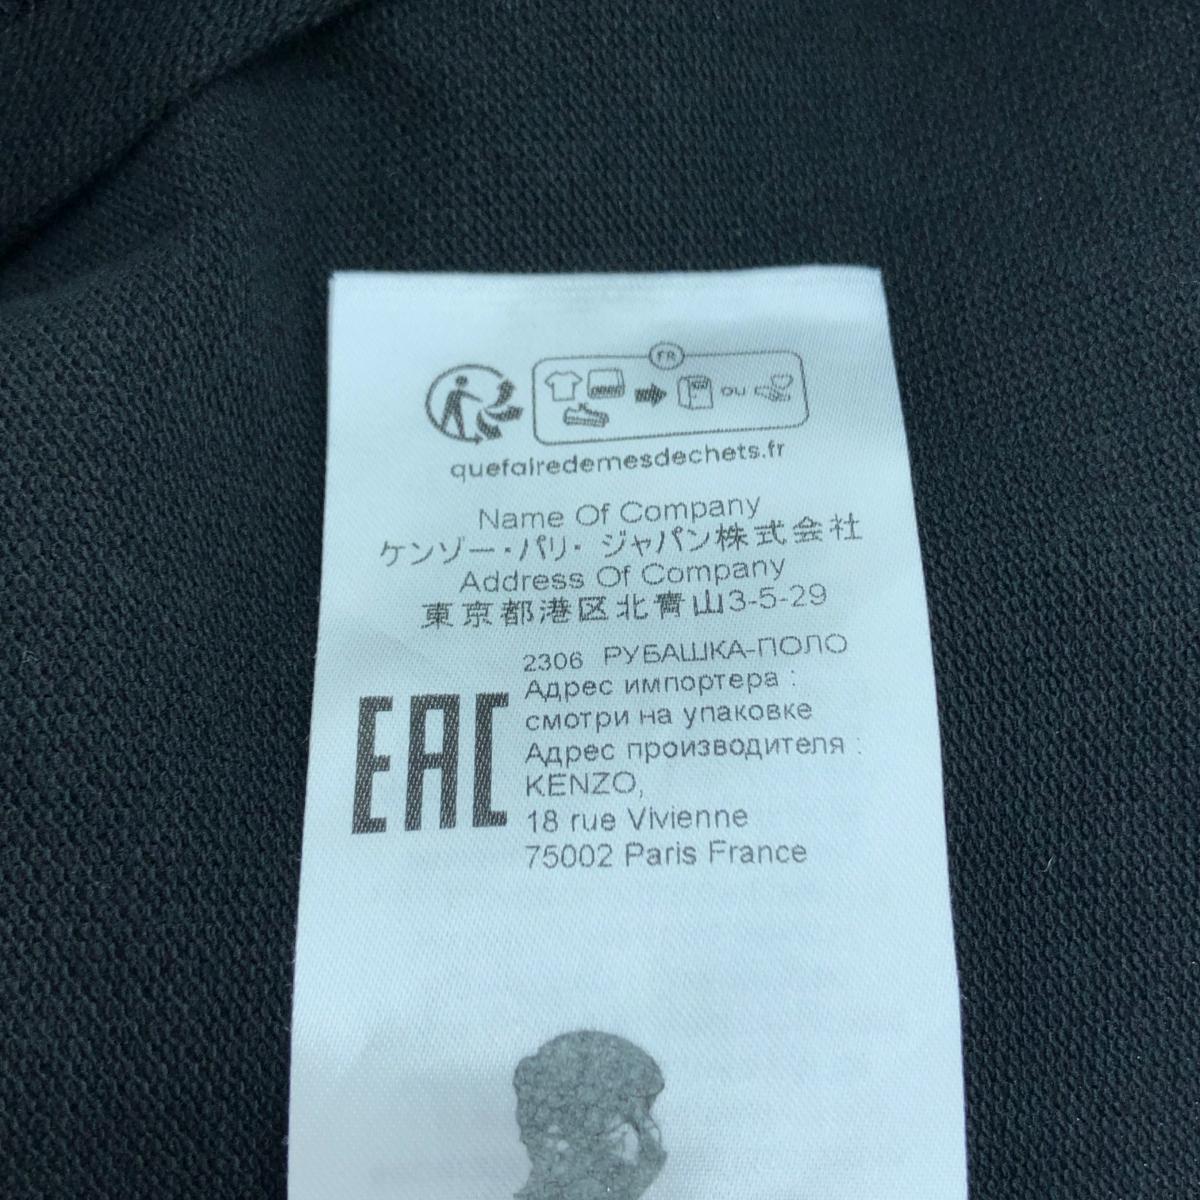 FR
OU
quefairedemesdechets.fr
Name Of Company
ケンゾー・パリ・ジャパン株式会社
Address Of Company
東京都港区北青山3-5-29
2306 РУБАШКА-ПОЛО
Адрес импортера :
смотри на упаковке
Адрес производителя :
KENZO,
18 rue Vivienne
75002 Paris France
EAC